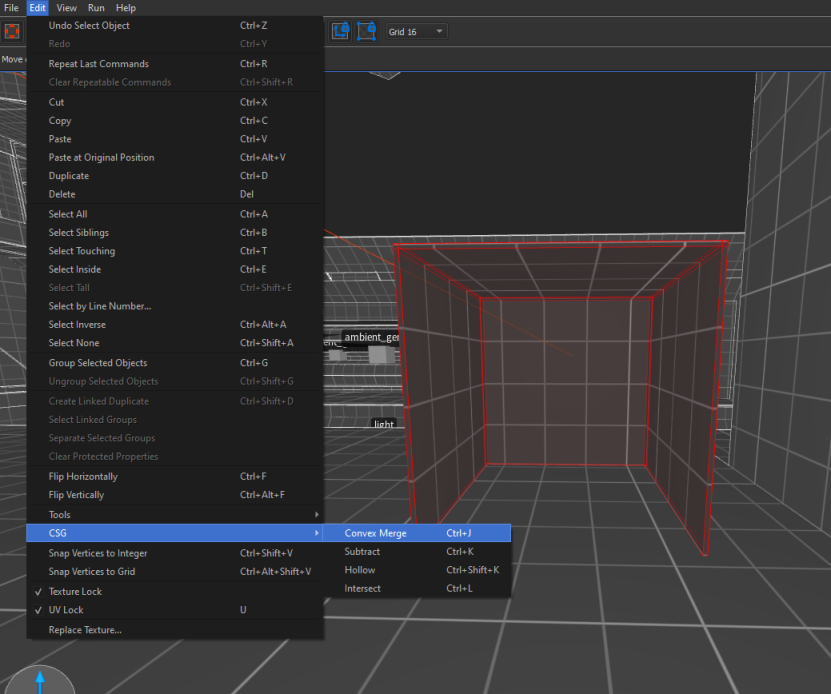 File Edit View Run Help
Grid 16
Move
Undo Select Object Ctrl+Z
Redo Ctrl+Y
Repeat Last Commands Ctrl+R
Clear Repeatable Commands Ctrl+Shift+R
Cut Ctrl+X
Copy Ctrl+C
Paste Ctrl+V
Paste at Original Position Ctrl+Alt+V
Duplicate Ctrl+D
Delete Del
Select All Ctrl+A
Select Siblings Ctrl+B
Select Touching Ctrl+T
Select Inside Ctrl+E
Select Tall Ctrl+Shift+E
Select by Line Number...
Select Inverse Ctrl+Alt+A
Select None Ctrl+Shift+A
Group Selected Objects Ctrl+G
Ungroup Selected Objects Ctrl+Shift+G
Create Linked Duplicate Ctrl+Shift+D
Select Linked Groups
Separate Selected Groups
Clear Protected Properties
Flip Horizontally Ctrl+F
Flip Vertically Ctrl+Alt+F
Tools
CSG
Snap Vertices to Integer Ctrl+Shift+V
Snap Vertices to Grid Ctrl+Alt+Shift+V
Texture Lock
UV Lock U
Replace Texture...
Convex Merge Ctrl+J
Subtract Ctrl+K
Hollow Ctrl+Shift+K
Intersect Ctrl+L
ambient_gen
light